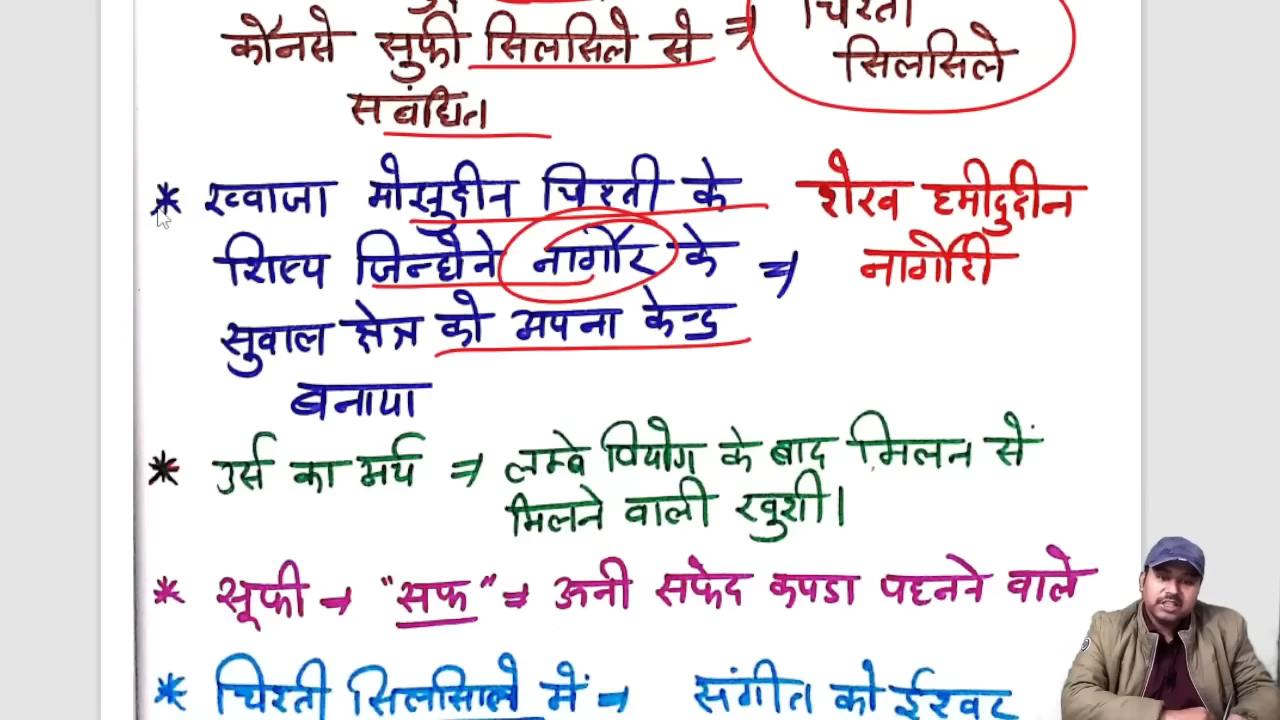 चिश्ती
कौनसे सुफी सिलसिले से ⇒ सिलसिले
सबंधित
* ख्वाजा मोखुद्दीन चिश्ती के शेख हमीदुद्दीन
शिष्य जिन्होने नागौर के ⇒ नागौरी
सुवाल क्षेत्र को अपना केन्द्र
बनाया
* उर्स का अर्थ ⇒ लम्बे वियोग के बाद मिलन से
मिलने वाली खुशी।
* सूफी ⇒ "सफ" ⇒ ऊनी सफेद कपडा पहनने वाले
* चिश्ती सिलसिले में ⇒ संगीत को ईश्वर